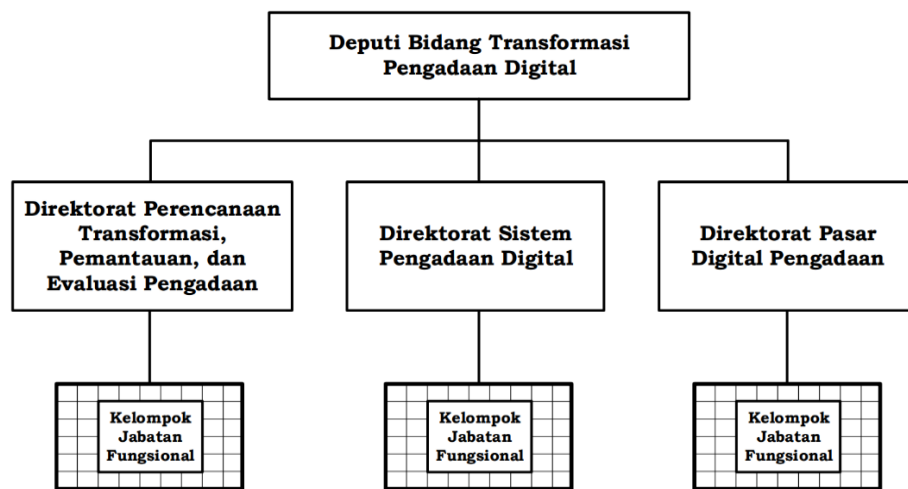 Deputi Bidang Transformasi
Pengadaan Digital
Direktorat Perencanaan
Transformasi,
Pemantauan, dan
Evaluasi Pengadaan
Direktorat Sistem
Pengadaan Digital
Direktorat Pasar
Digital Pengadaan
Kelompok
Jabatan
Fungsional
Kelompok
Jabatan
Fungsional
Kelompok
Jabatan
Fungsional